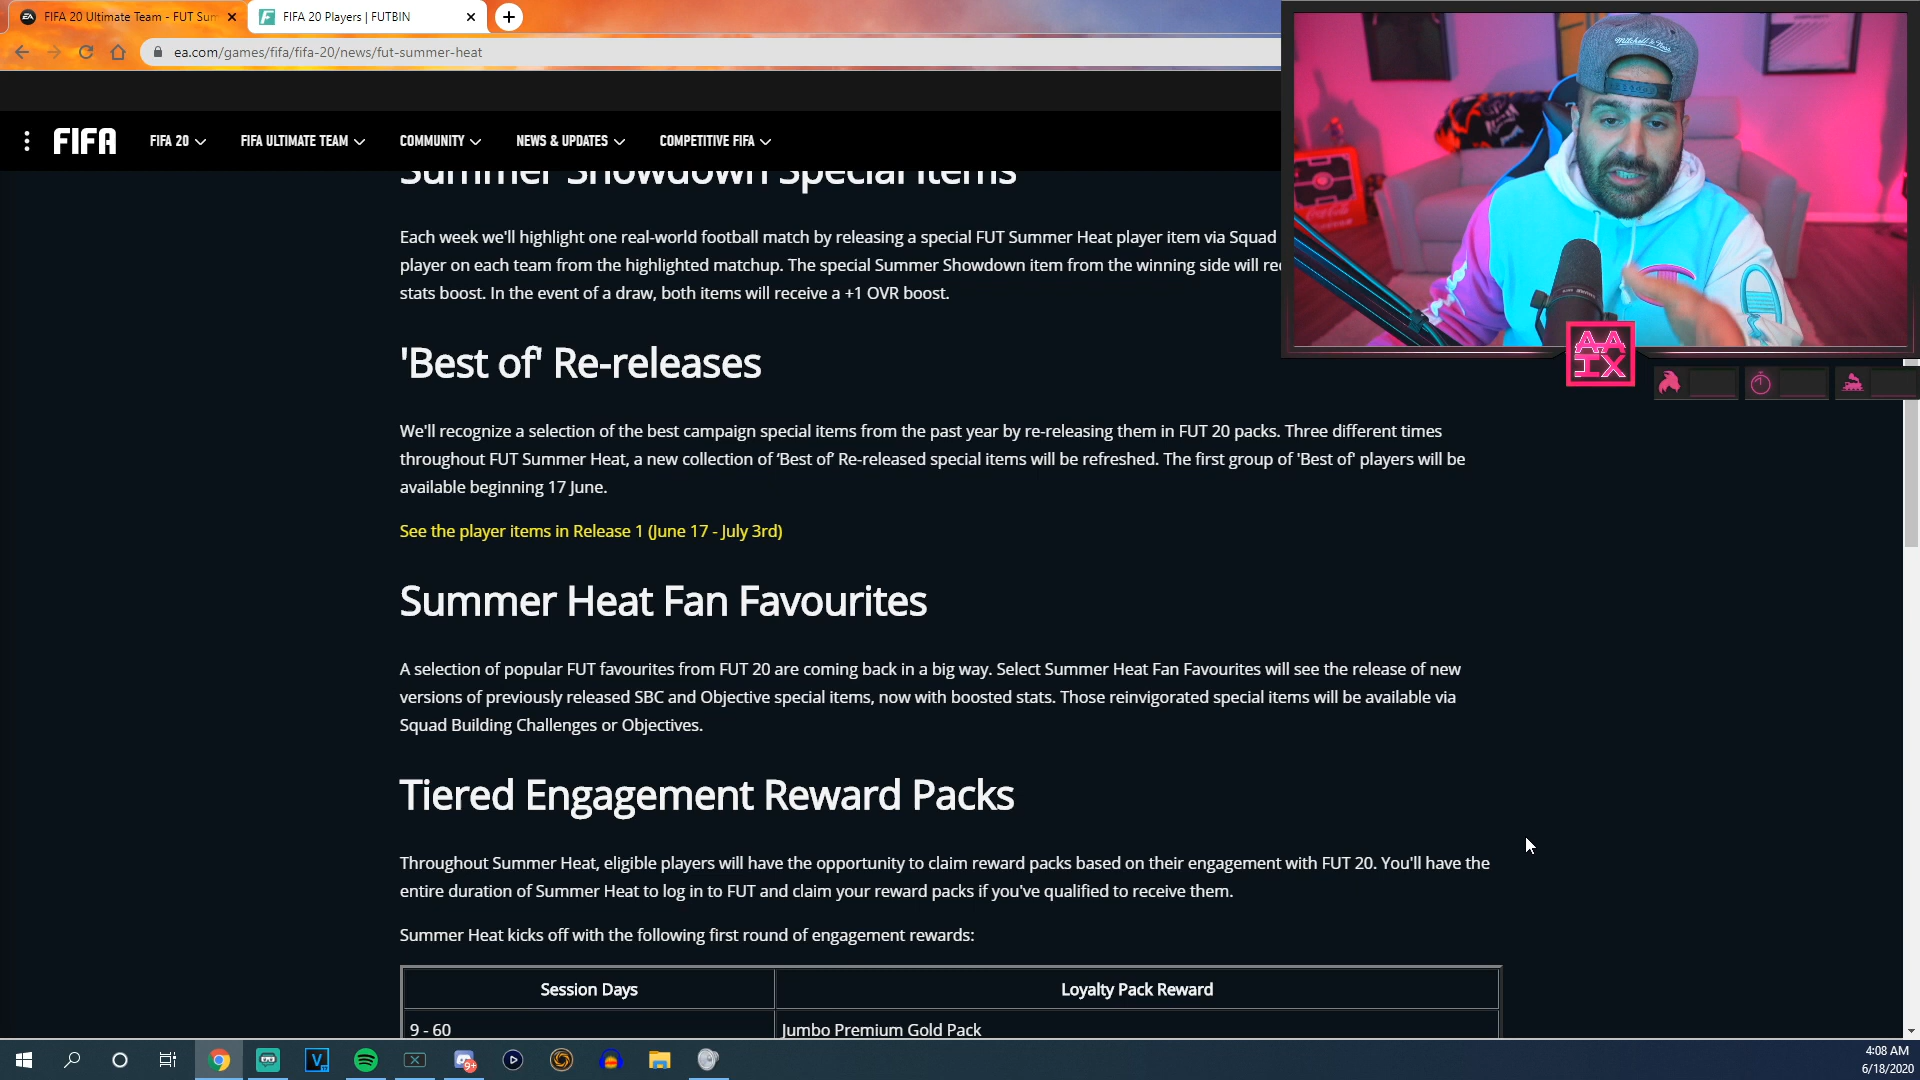 FIFA 20 Ultimate Team - FUT Sum
FIFA 20 Players | FUTBIN
ea.com/games/fifa/fifa-20/news/fut-summer-heat
FIFA
FIFA 20
FIFA ULTIMATE TEAM
COMMUNITY
NEWS & UPDATES
COMPETITIVE FIFA
Summer Showdown Special Items
Each week we'll highlight one real-world football match by releasing a special FUT Summer Heat player item via Squad
player on each team from the highlighted matchup. The special Summer Showdown item from the winning side will re
stats boost. In the event of a draw, both items will receive a +1 OVR boost.
'Best of' Re-releases
We'll recognize a selection of the best campaign special items from the past year by re-releasing them in FUT 20 packs. Three different times
throughout FUT Summer Heat, a new collection of ‘Best of’ Re-released special items will be refreshed. The first group of 'Best of' players will be
available beginning 17 June.
See the player items in Release 1 (June 17 - July 3rd)
Summer Heat Fan Favourites
A selection of popular FUT favourites from FUT 20 are coming back in a big way. Select Summer Heat Fan Favourites will see the release of new
versions of previously released SBC and Objective special items, now with boosted stats. Those reinvigorated special items will be available via
Squad Building Challenges or Objectives.
Tiered Engagement Reward Packs
Throughout Summer Heat, eligible players will have the opportunity to claim reward packs based on their engagement with FUT 20. You'll have the
entire duration of Summer Heat to log in to FUT and claim your reward packs if you've qualified to receive them.
Summer Heat kicks off with the following first round of engagement rewards:
Session Days
Loyalty Pack Reward
9 - 60
Jumbo Premium Gold Pack
Mitchell & Ness
AA
IX
9+
4:08 AM
6/18/2020